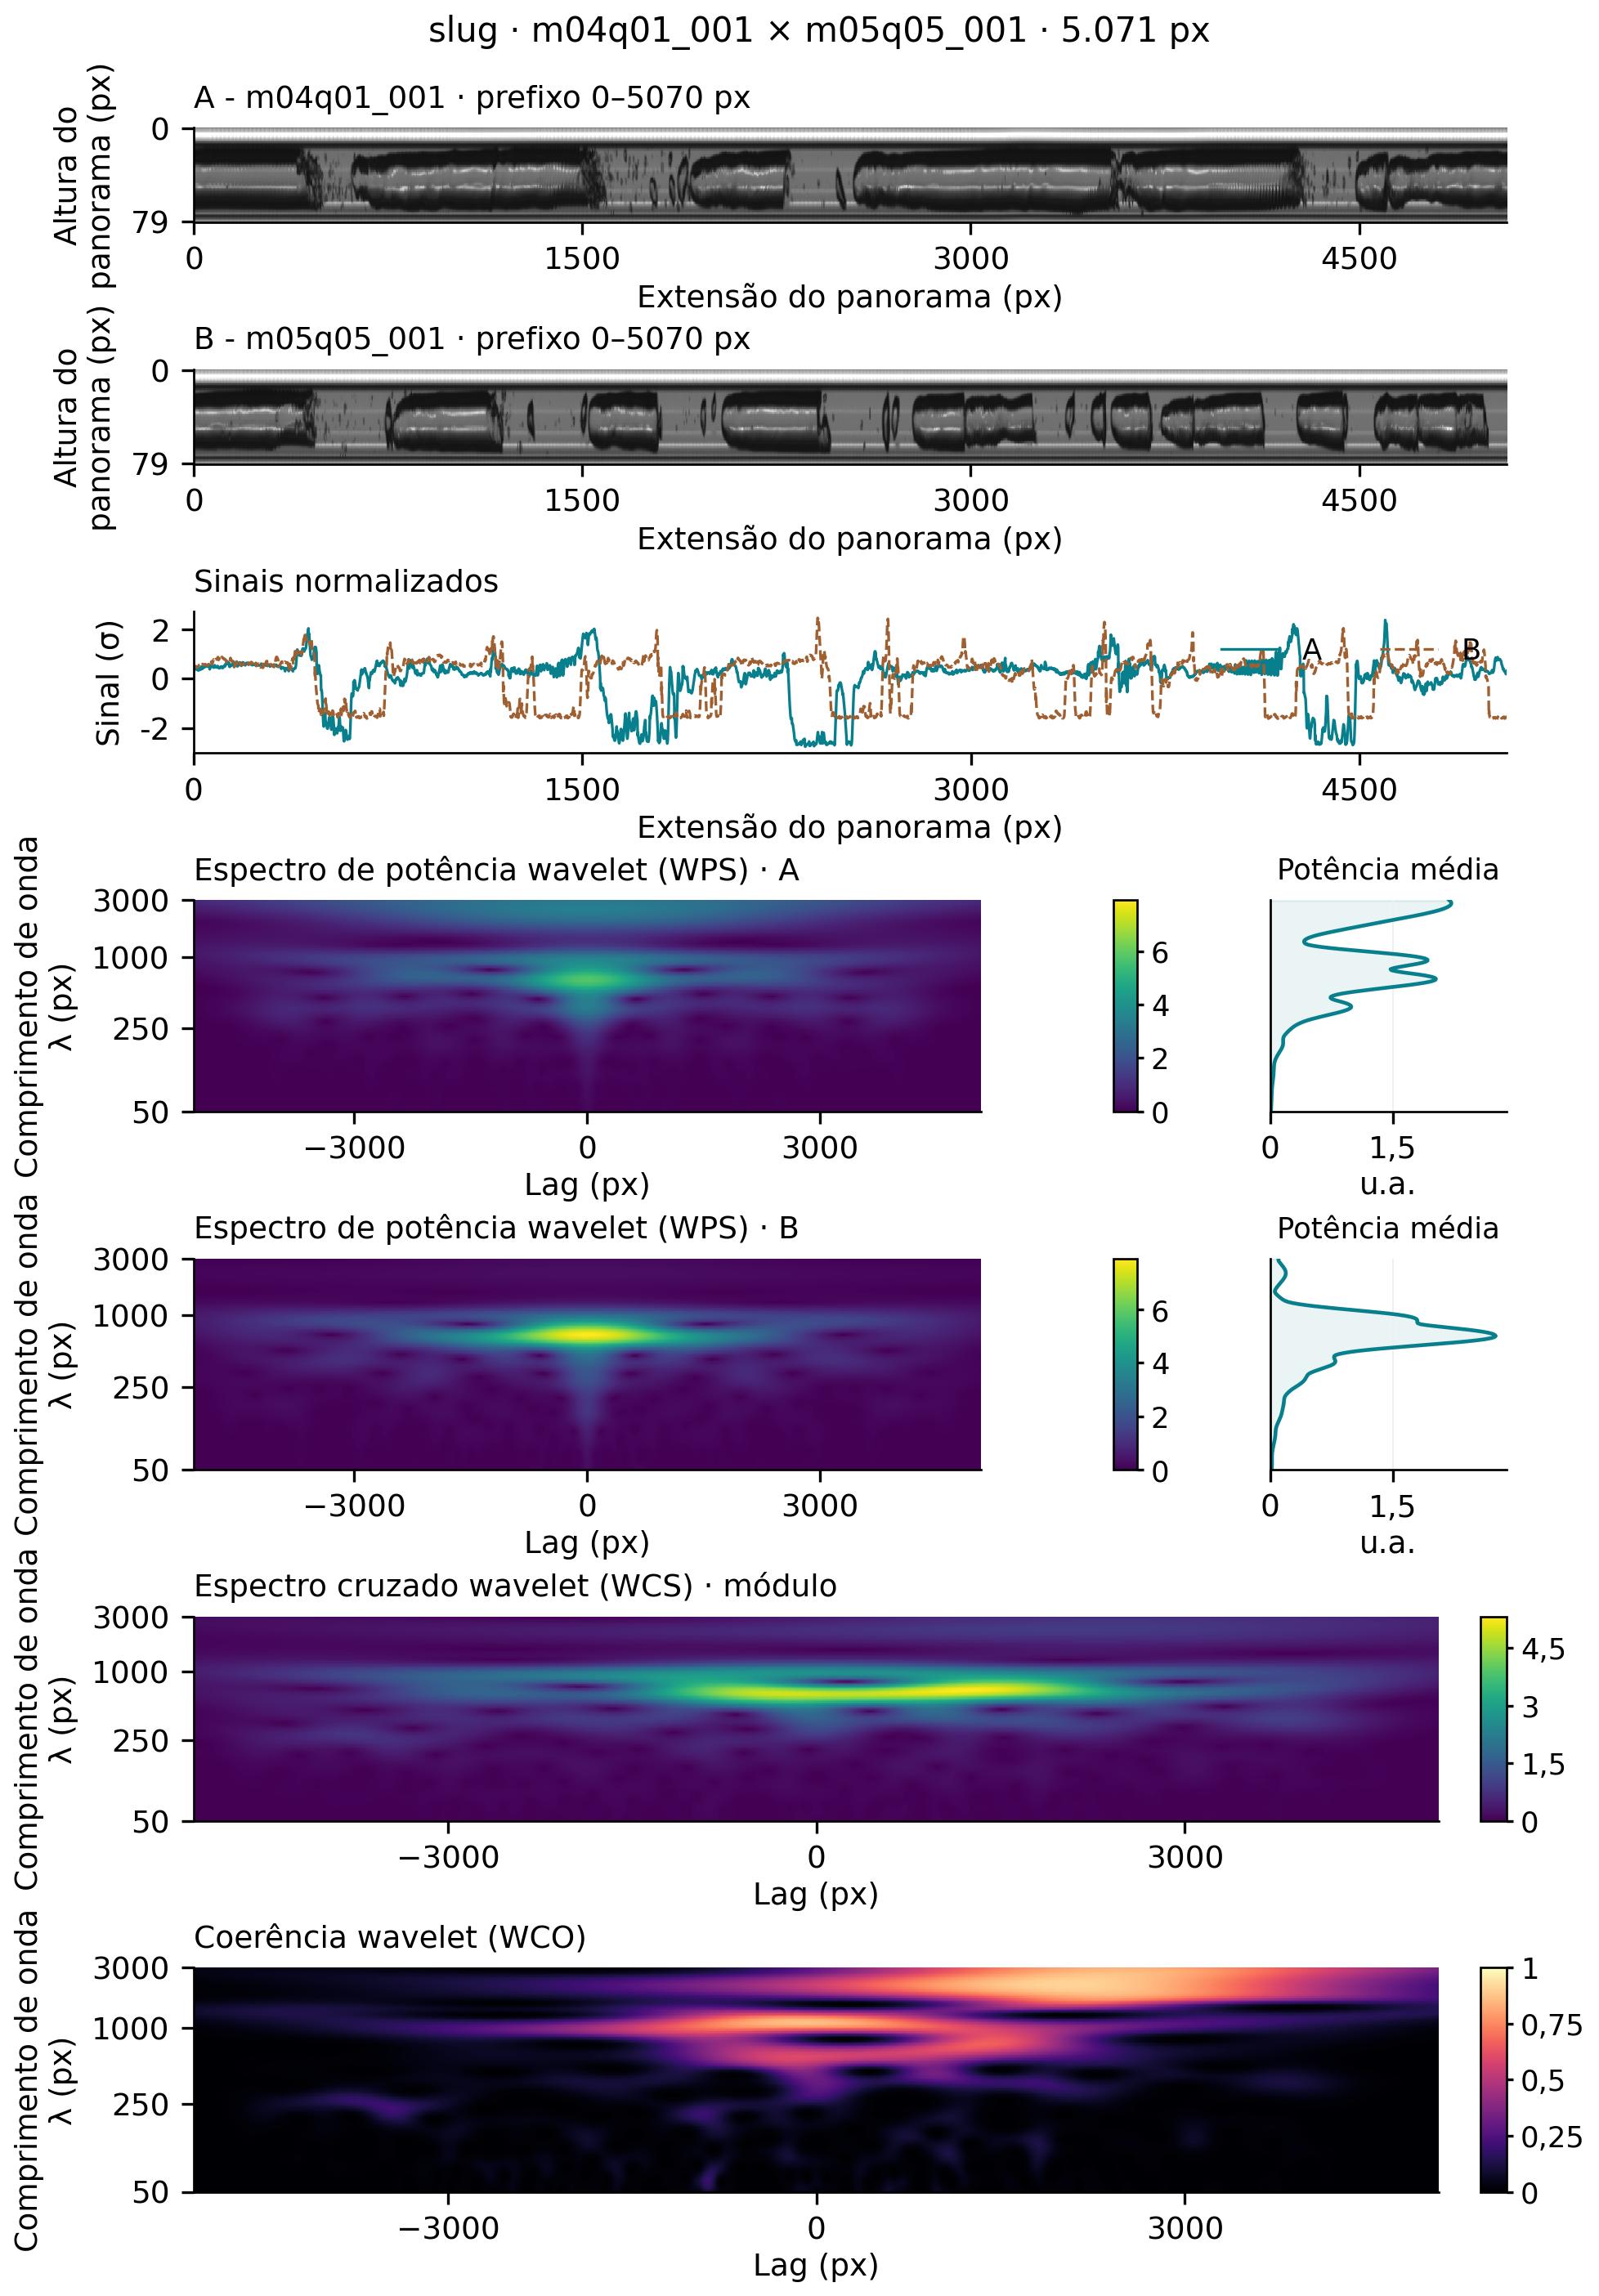 slug · m04q01_001 × m05q05_001 · 5.071 px
A - m04q01_001 · prefixo 0–5070 px
Altura do
panorama (px)
0
79
0
1500
3000
4500
Extensão do panorama (px)
B - m05q05_001 · prefixo 0–5070 px
Altura do
panorama (px)
0
79
0
1500
3000
4500
Extensão do panorama (px)
Sinais normalizados
Sinal (σ)
2
0
-2
A
B
0
1500
3000
4500
Extensão do panorama (px)
Espectro de potência wavelet (WPS) · A
Comprimento de onda
λ (px)
3000
1000
250
50
−3000
0
3000
Lag (px)
6
4
2
0
Potência média
0
1,5
u.a.
Espectro de potência wavelet (WPS) · B
Comprimento de onda
λ (px)
3000
1000
250
50
−3000
0
3000
Lag (px)
6
4
2
0
Potência média
0
1,5
u.a.
Espectro cruzado wavelet (WCS) · módulo
Comprimento de onda
λ (px)
3000
1000
250
50
−3000
0
3000
Lag (px)
4,5
3
1,5
0
Coerência wavelet (WCO)
Comprimento de onda
λ (px)
3000
1000
250
50
−3000
0
3000
Lag (px)
1
0,75
0,5
0,25
0